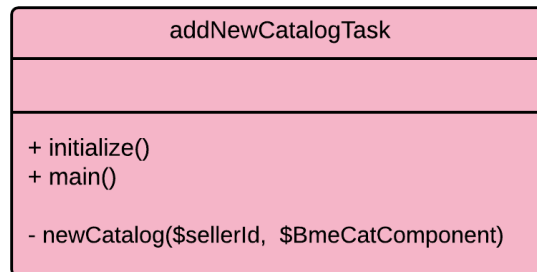 addNewCatalogTask
+ initialize()
+ main()
- newCatalog($sellerId, $BmeCatComponent)